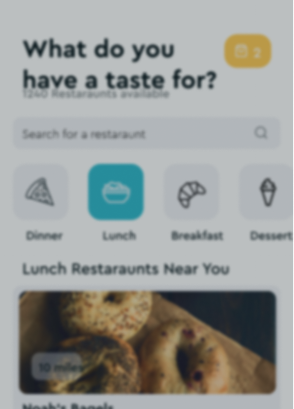 What do you
have a taste for?
1240 Restaraunts available
2
Search for a restaraunt
Dinner
Lunch
Breakfast
Dessert
Lunch Restaraunts Near You
10 miles
Noah's Bagels